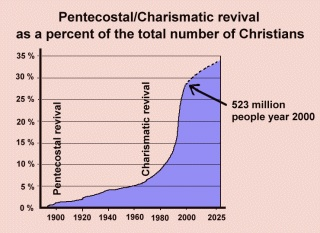 Pentecostal/Charismatic revival
as a percent of the total number of Christians
35 %
30 %
25 %
20 %
15 %
10 %
5 %
0 %
Pentecostal revival
Charismatic revival
523 million
people year 2000
1900 1920 1940 1960 1980 2000 2025